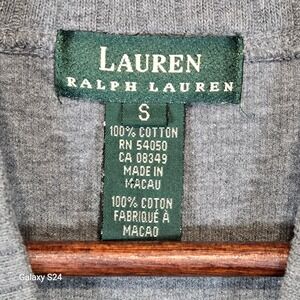 LAUREN
RALPH LAUREN
S
100% COTTON
RN 54050
CA 08349
MADE IN
MACAU
100% COTON
FABRIQUÉ À
MACAO
Galaxy S24